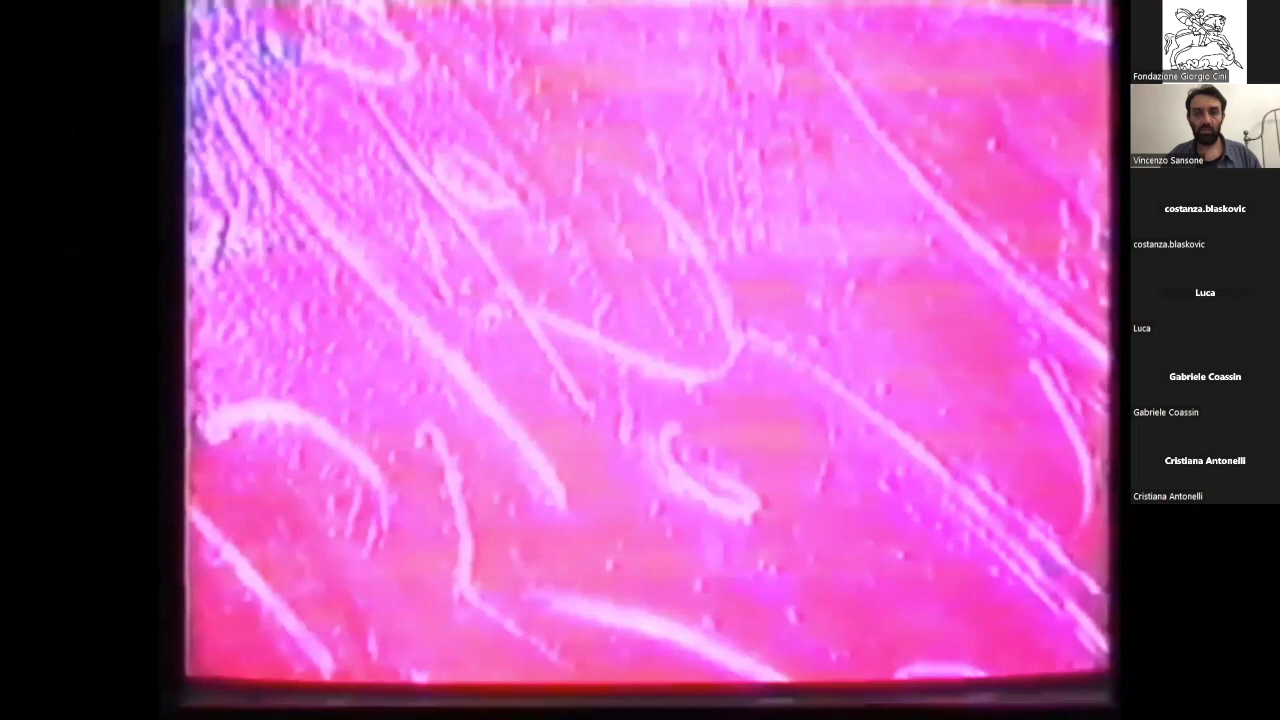 Fondazione Giorgio Cini
Vincenzo Sansone
costanza.blaskovic
costanza.blaskovic
Luca
Luca
Gabriele Coassin
Gabriele Coassin
Cristiana Antonelli
Cristiana Antonelli